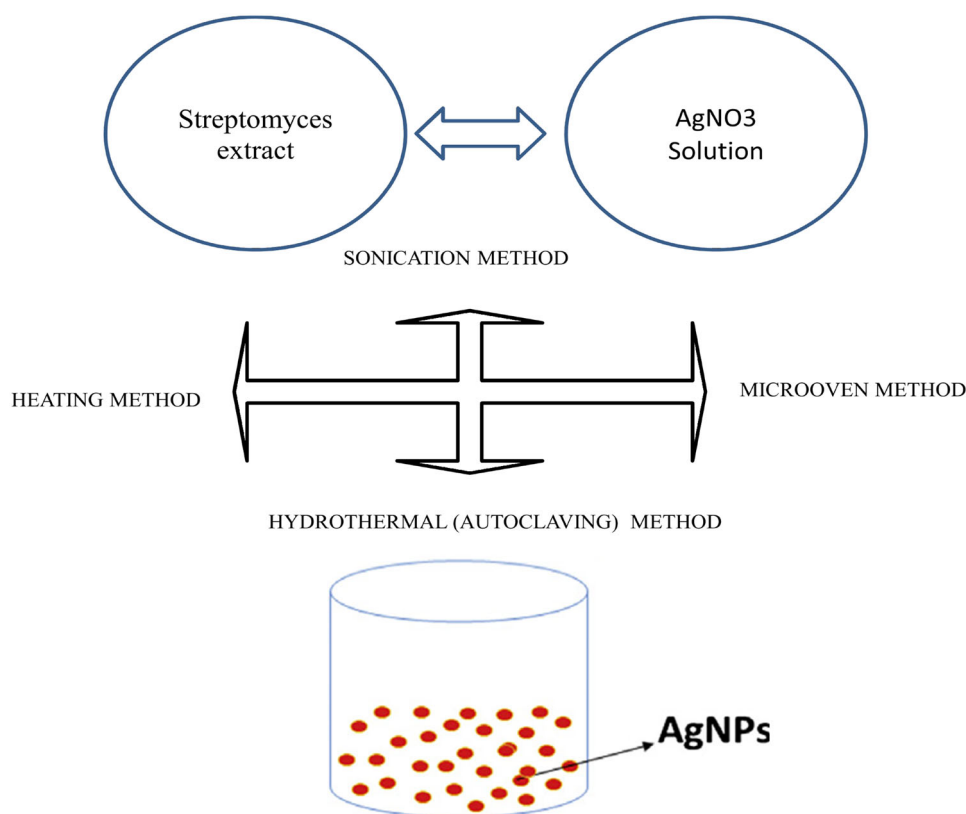 Streptomyces
extract
AgNO3
Solution
SONICATION METHOD
HEATING METHOD
MICROOVEN METHOD
HYDROTHERMAL (AUTOCLAVING) METHOD
AgNPs